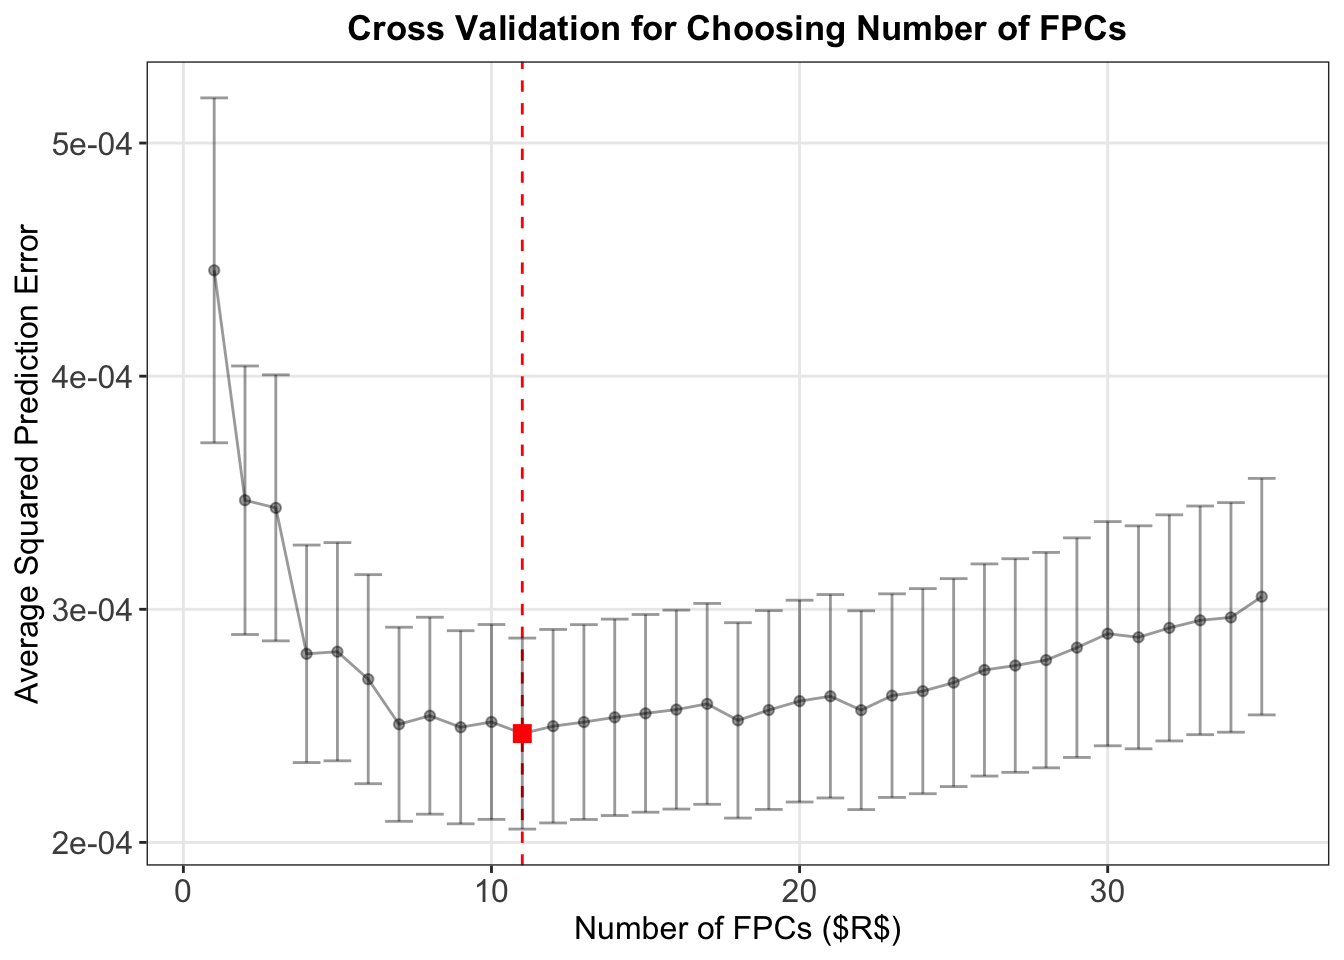 Cross Validation for Choosing Number of FPCs
Average Squared Prediction Error
5e-04
4e-04
3e-04
2e-04
0 10 20 30
Number of FPCs ($R$)